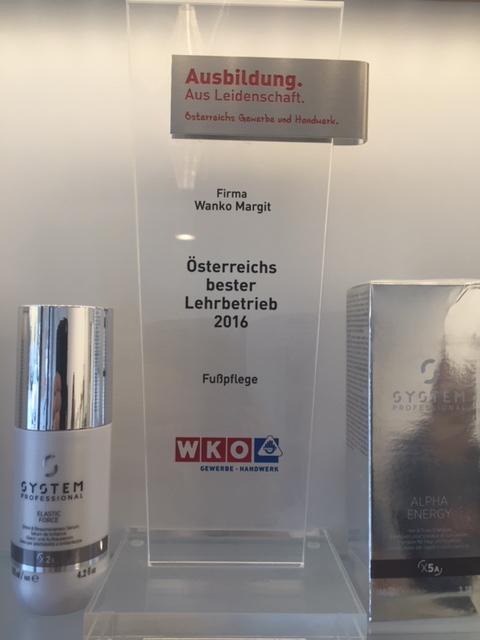 Ausbildung.
Aus Leidenschaft.
Österreichs Gewerbe und Handwerk.
Firma
Wanko Margit
Österreichs
bester
Lehrbetrieb
2016
Fußpflege
WKO
GEWERBE · HANDWERK
SYSTEM
PROFESSIONAL
ELASTIC
FORCE
SYSTEM
PROFESSIONAL
ALPHA
ENERGY
X5A